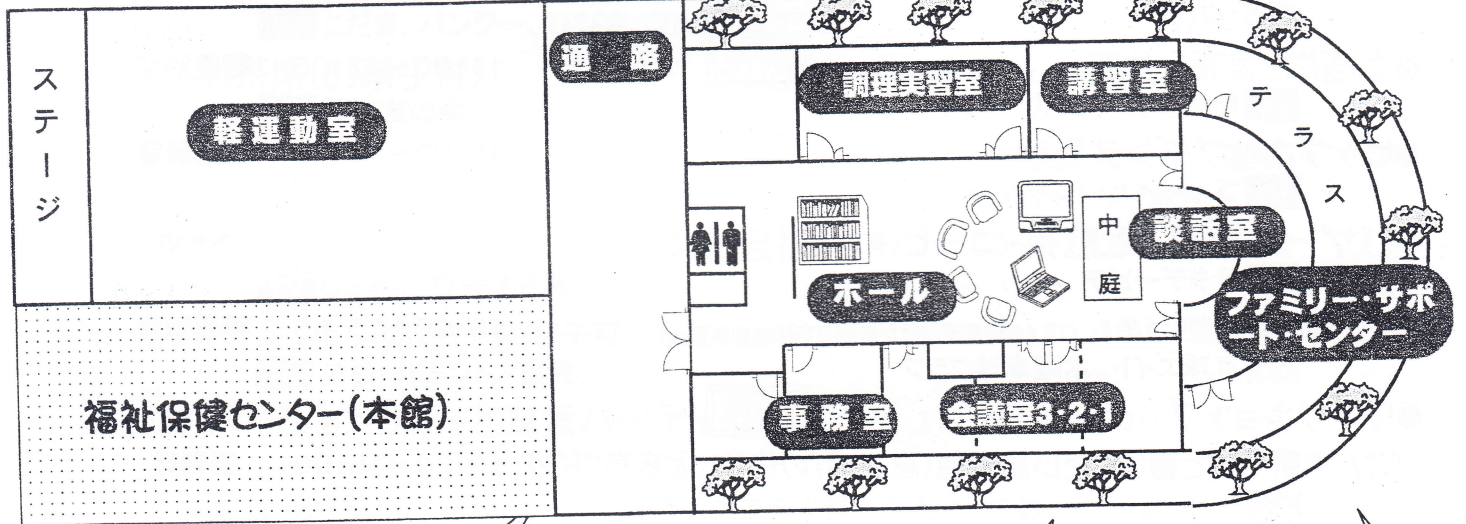 ステージ
軽運動室
通路
調理実習室
講習室
テラス
中庭
談話室
ホール
ファミリー・サポ
ート・センター
福祉保健センター(本館)
事務室
会議室3・2・1